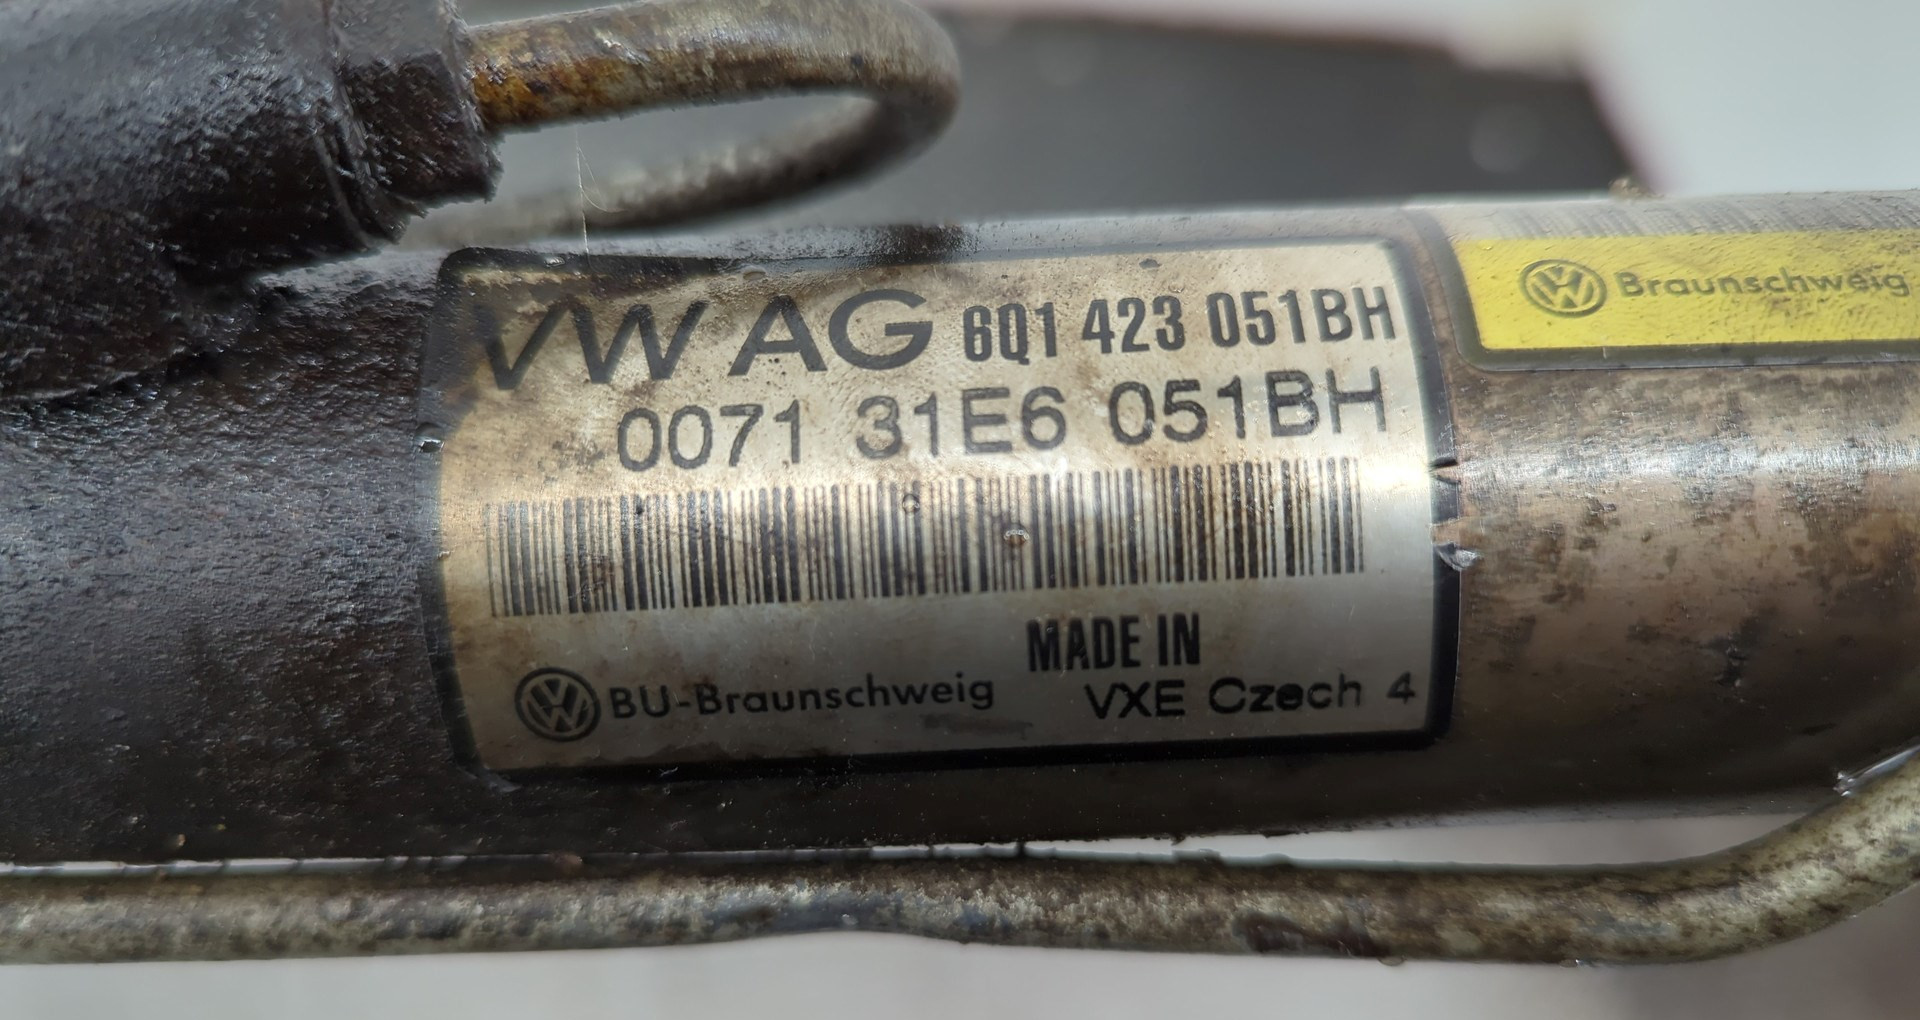 VW AG 6Q1 423 051BH
0071 31E6 051BH
MADE IN
BU-Braunschweig
VXE Czech 4
Braunschweig